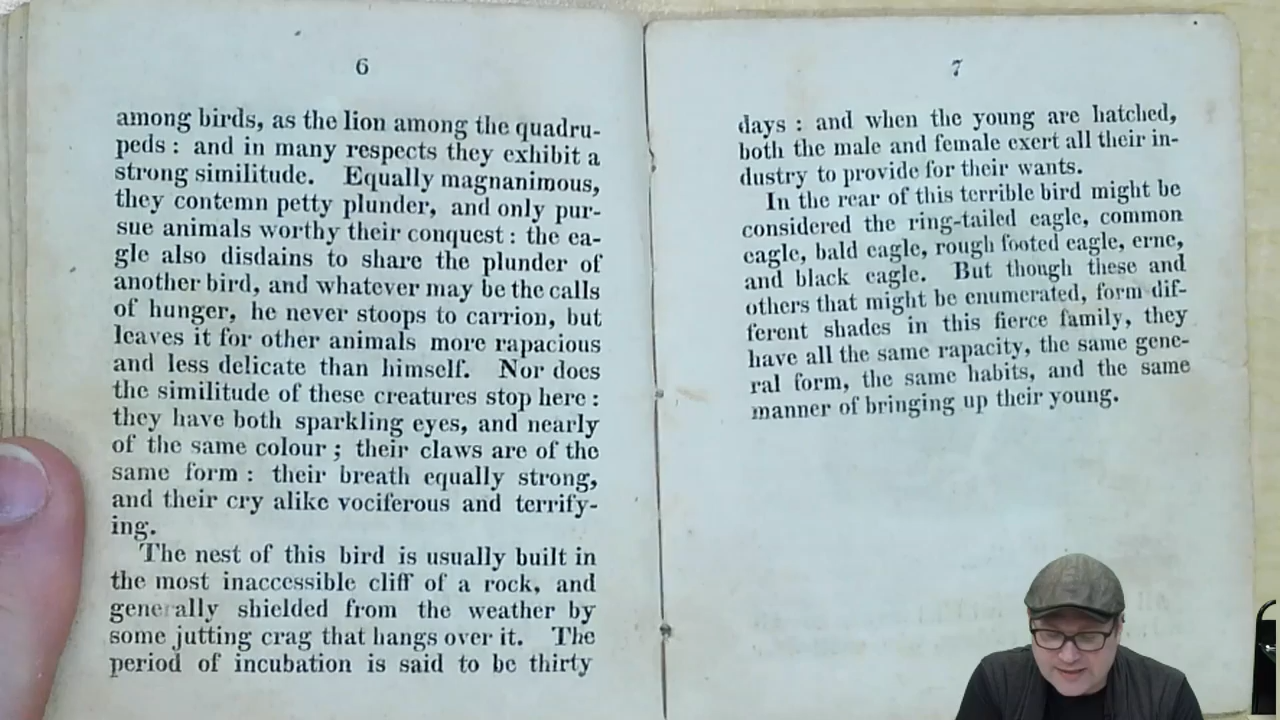 6
among birds, as the lion among the quadru-
peds : and in many respects they exhibit a
strong similitude. Equally magnanimous,
they contemn petty plunder, and only pur-
sue animals worthy their conquest : the ea-
gle also disdains to share the plunder of
another bird, and whatever may be the calls
of hunger, he never stoops to carrion, but
leaves it for other animals more rapacious
and less delicate than himself. Nor does
the similitude of these creatures stop here :
they have both sparkling eyes, and nearly
of the same colour ; their claws are of the
same form : their breath equally strong,
and their cry alike vociferous and terrify-
ing.
The nest of this bird is usually built in
the most inaccessible cliff of a rock, and
generally shielded from the weather by
some jutting crag that hangs over it. The
period of incubation is said to be thirty
7
days : and when the young are hatched,
both the male and female exert all their in-
dustry to provide for their wants.
In the rear of this terrible bird might be
considered the ring-tailed eagle, common
eagle, bald eagle, rough footed eagle, erne,
and black eagle. But though these and
others that might be enumerated, form dif-
ferent shades in this fierce family, they
have all the same rapacity, the same gene-
ral form, the same habits, and the same
manner of bringing up their young.